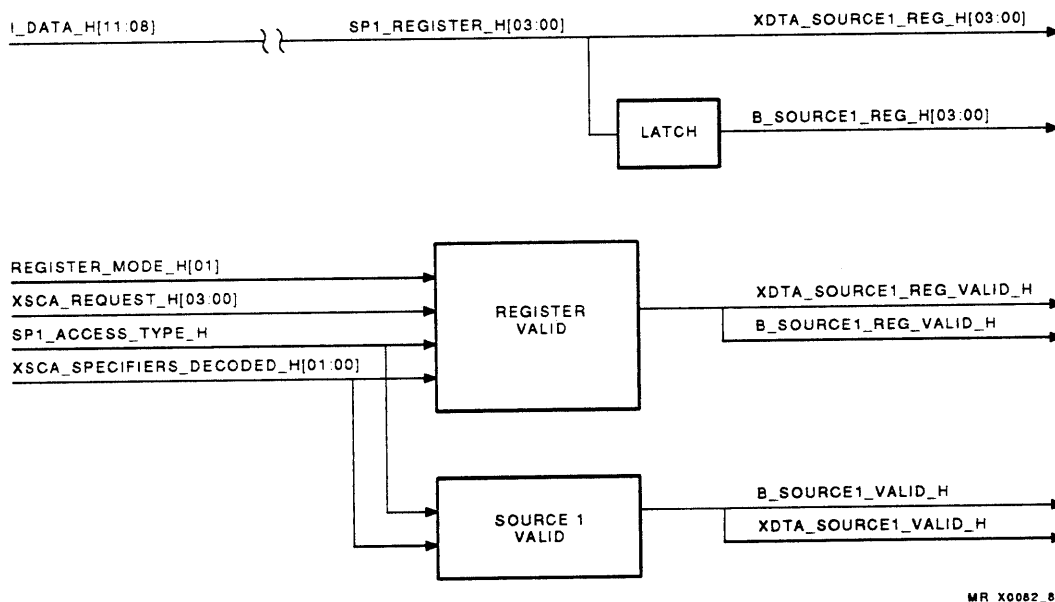 I_DATA_H[11:08]
SP1_REGISTER_H[03:00]
XDTA_SOURCE1_REG_H[03:00]
LATCH
B_SOURCE1_REG_H[03:00]
REGISTER_MODE_H[01]
XSCA_REQUEST_H[03:00]
SP1_ACCESS_TYPE_H
XSCA_SPECIFIERS_DECODED_H[01:00]
REGISTER
VALID
XDTA_SOURCE1_REG_VALID_H
B_SOURCE1_REG_VALID_H
SOURCE 1
VALID
B_SOURCE1_VALID_H
XDTA_SOURCE1_VALID_H
MR X0082_8